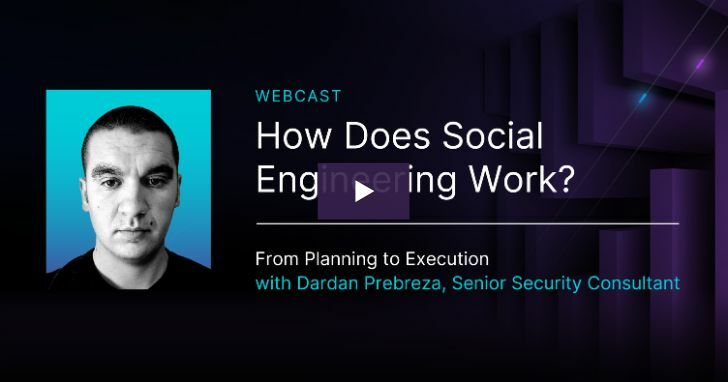 WEBCAST
How Does Social
Engineering Work?
From Planning to Execution
with Dardan Prebreza, Senior Security Consultant